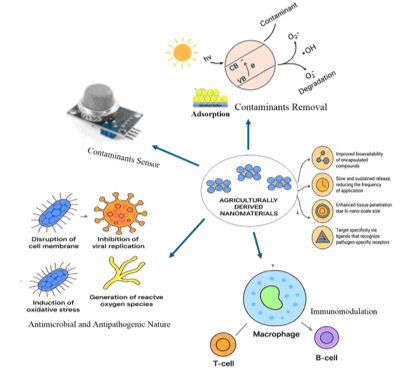 Contaminant
O₂⁻
hν
CB
e
•OH
VB
O₂⁻
Degradation
Adsorption
Contaminants Removal
Contaminants Sensor
AGRICULTURALLY
DERIVED
NANOMATERIALS
Improved bioavailability
of encapsulated
compounds
Slow and sustained release,
reducing the frequency
of application
Enhanced tissue penetration
due to nano-scale size
Target specificity via
ligands that recognize
pathogen-specific receptors
Disruption of
cell membrane
Inhibition of
viral replication
Induction of
oxidative stress
Generation of reactve
oxygen species
Antimicrobial and Antipathogenic Nature
Immunomodulation
Macrophage
T-cell
B-cell